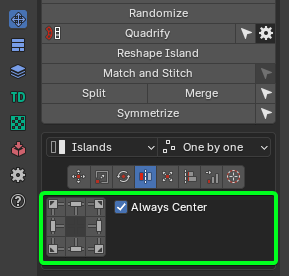 Randomize
Quadrify
Reshape Island
Match and Stitch
Split Merge
Symmetrize
TD
Islands One by one
Always Center
?